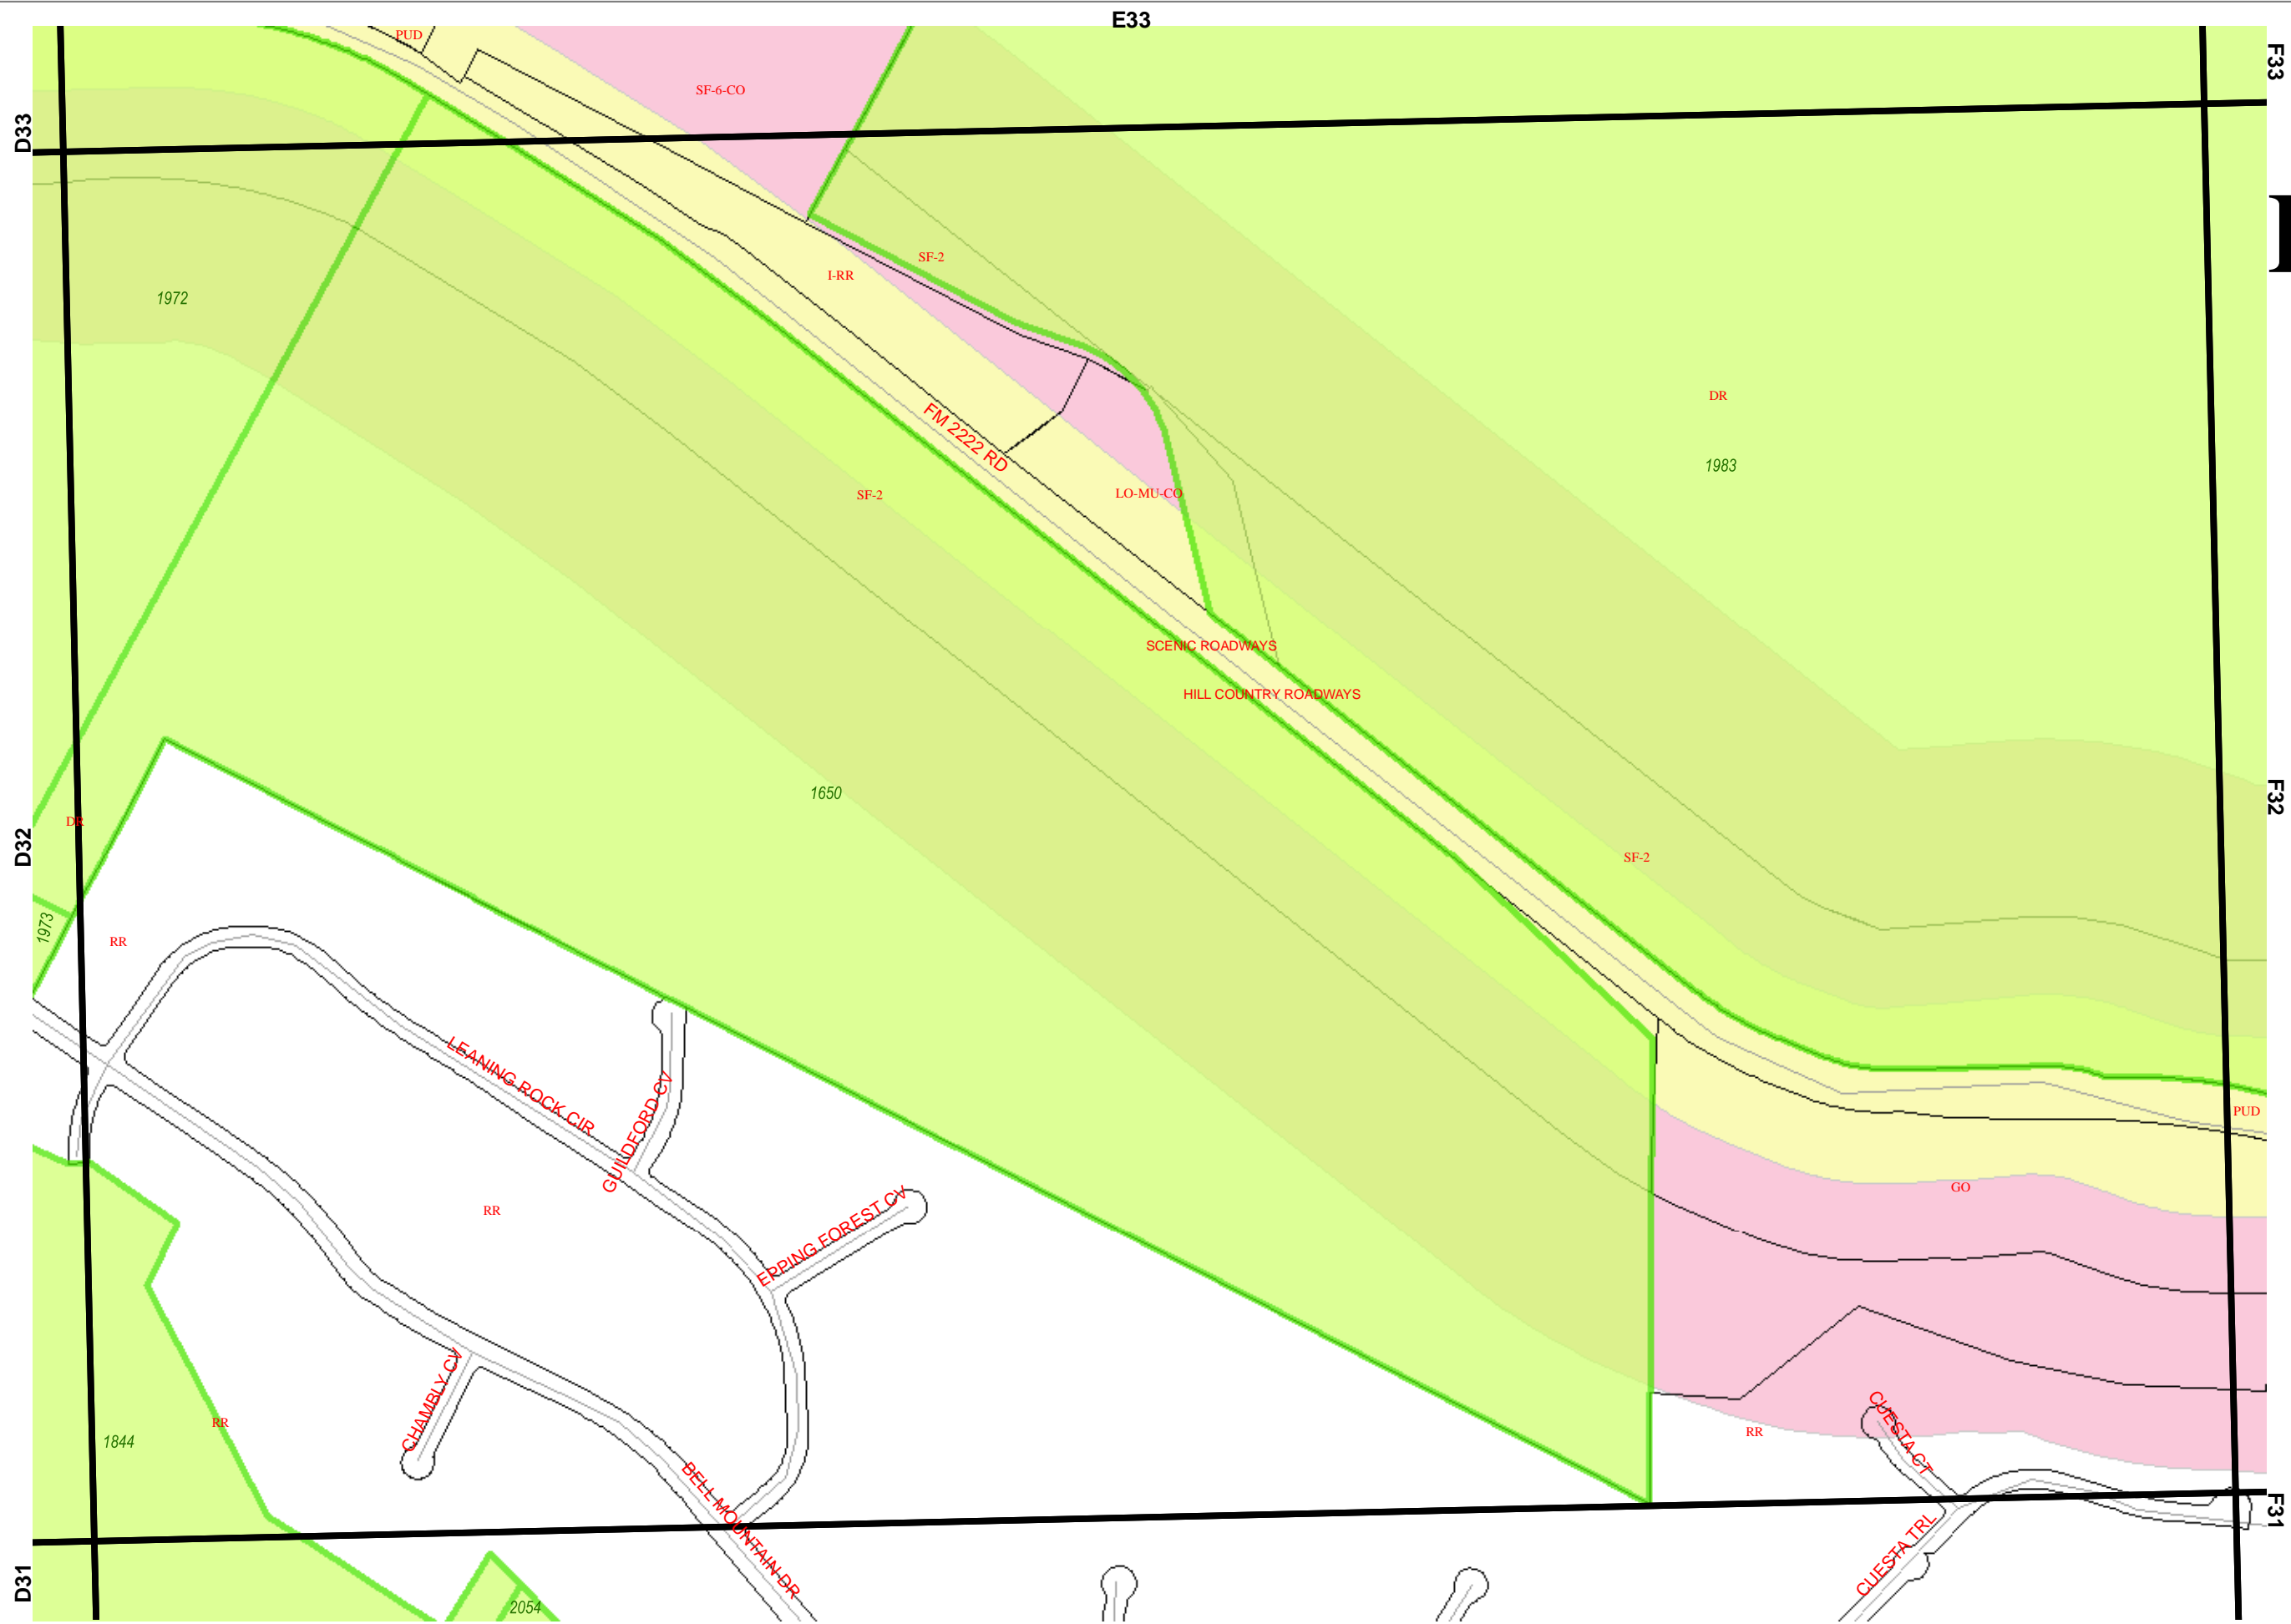 E33
F33
PUD
SF-6-CO
D33
SF-2
I-RR
1972
DR
FM 2222 RD
1983
SF-2
LO-MU-CO
SCENIC ROADWAYS
HILL COUNTRY ROADWAYS
1650
F32
DR
D32
SF-2
1973
RR
LEANING ROCK CIR
GUILDFORD CV
PUD
RR
EPPING FOREST CV
GO
CHAMBLY CV
RR
1844
RR
CUESTA CT
BELL MOUNTAIN DR
F31
CUESTA TRL
D31
2054